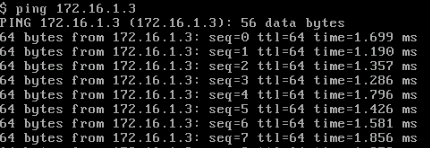 $ ping 172.16.1.3
PING 172.16.1.3 (172.16.1.3): 56 data bytes
64 bytes from 172.16.1.3: seq=0 ttl=64 time=1.699 ms
64 bytes from 172.16.1.3: seq=1 ttl=64 time=1.190 ms
64 bytes from 172.16.1.3: seq=2 ttl=64 time=1.357 ms
64 bytes from 172.16.1.3: seq=3 ttl=64 time=1.286 ms
64 bytes from 172.16.1.3: seq=4 ttl=64 time=1.796 ms
64 bytes from 172.16.1.3: seq=5 ttl=64 time=1.426 ms
64 bytes from 172.16.1.3: seq=6 ttl=64 time=1.581 ms
64 bytes from 172.16.1.3: seq=7 ttl=64 time=1.856 ms